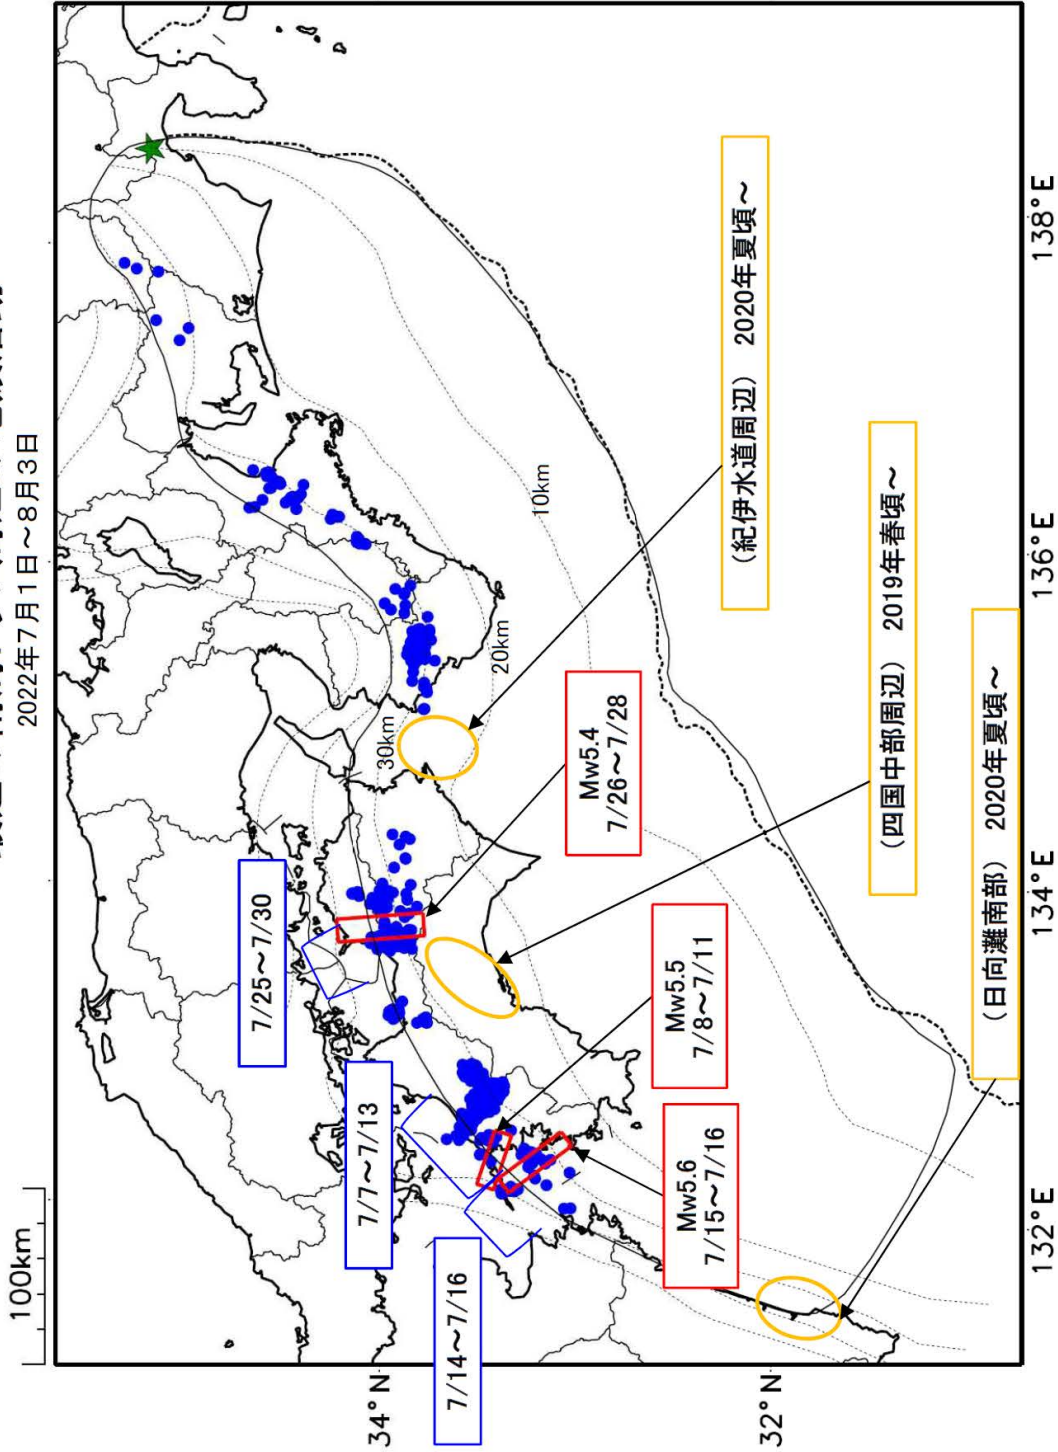 2022年7月1日～8月3日
100km
7/25～7/30
7/7～7/13
7/14～7/16
30km
20km
10km
Mw5.4
7/26～7/28
Mw5.5
7/8～7/11
Mw5.6
7/15～7/16
（紀伊水道周辺） 2020年夏頃～
（四国中部周辺） 2019年春頃～
（日向灘南部） 2020年夏頃～
34°N
32°N
132°E
134°E
136°E
138°E